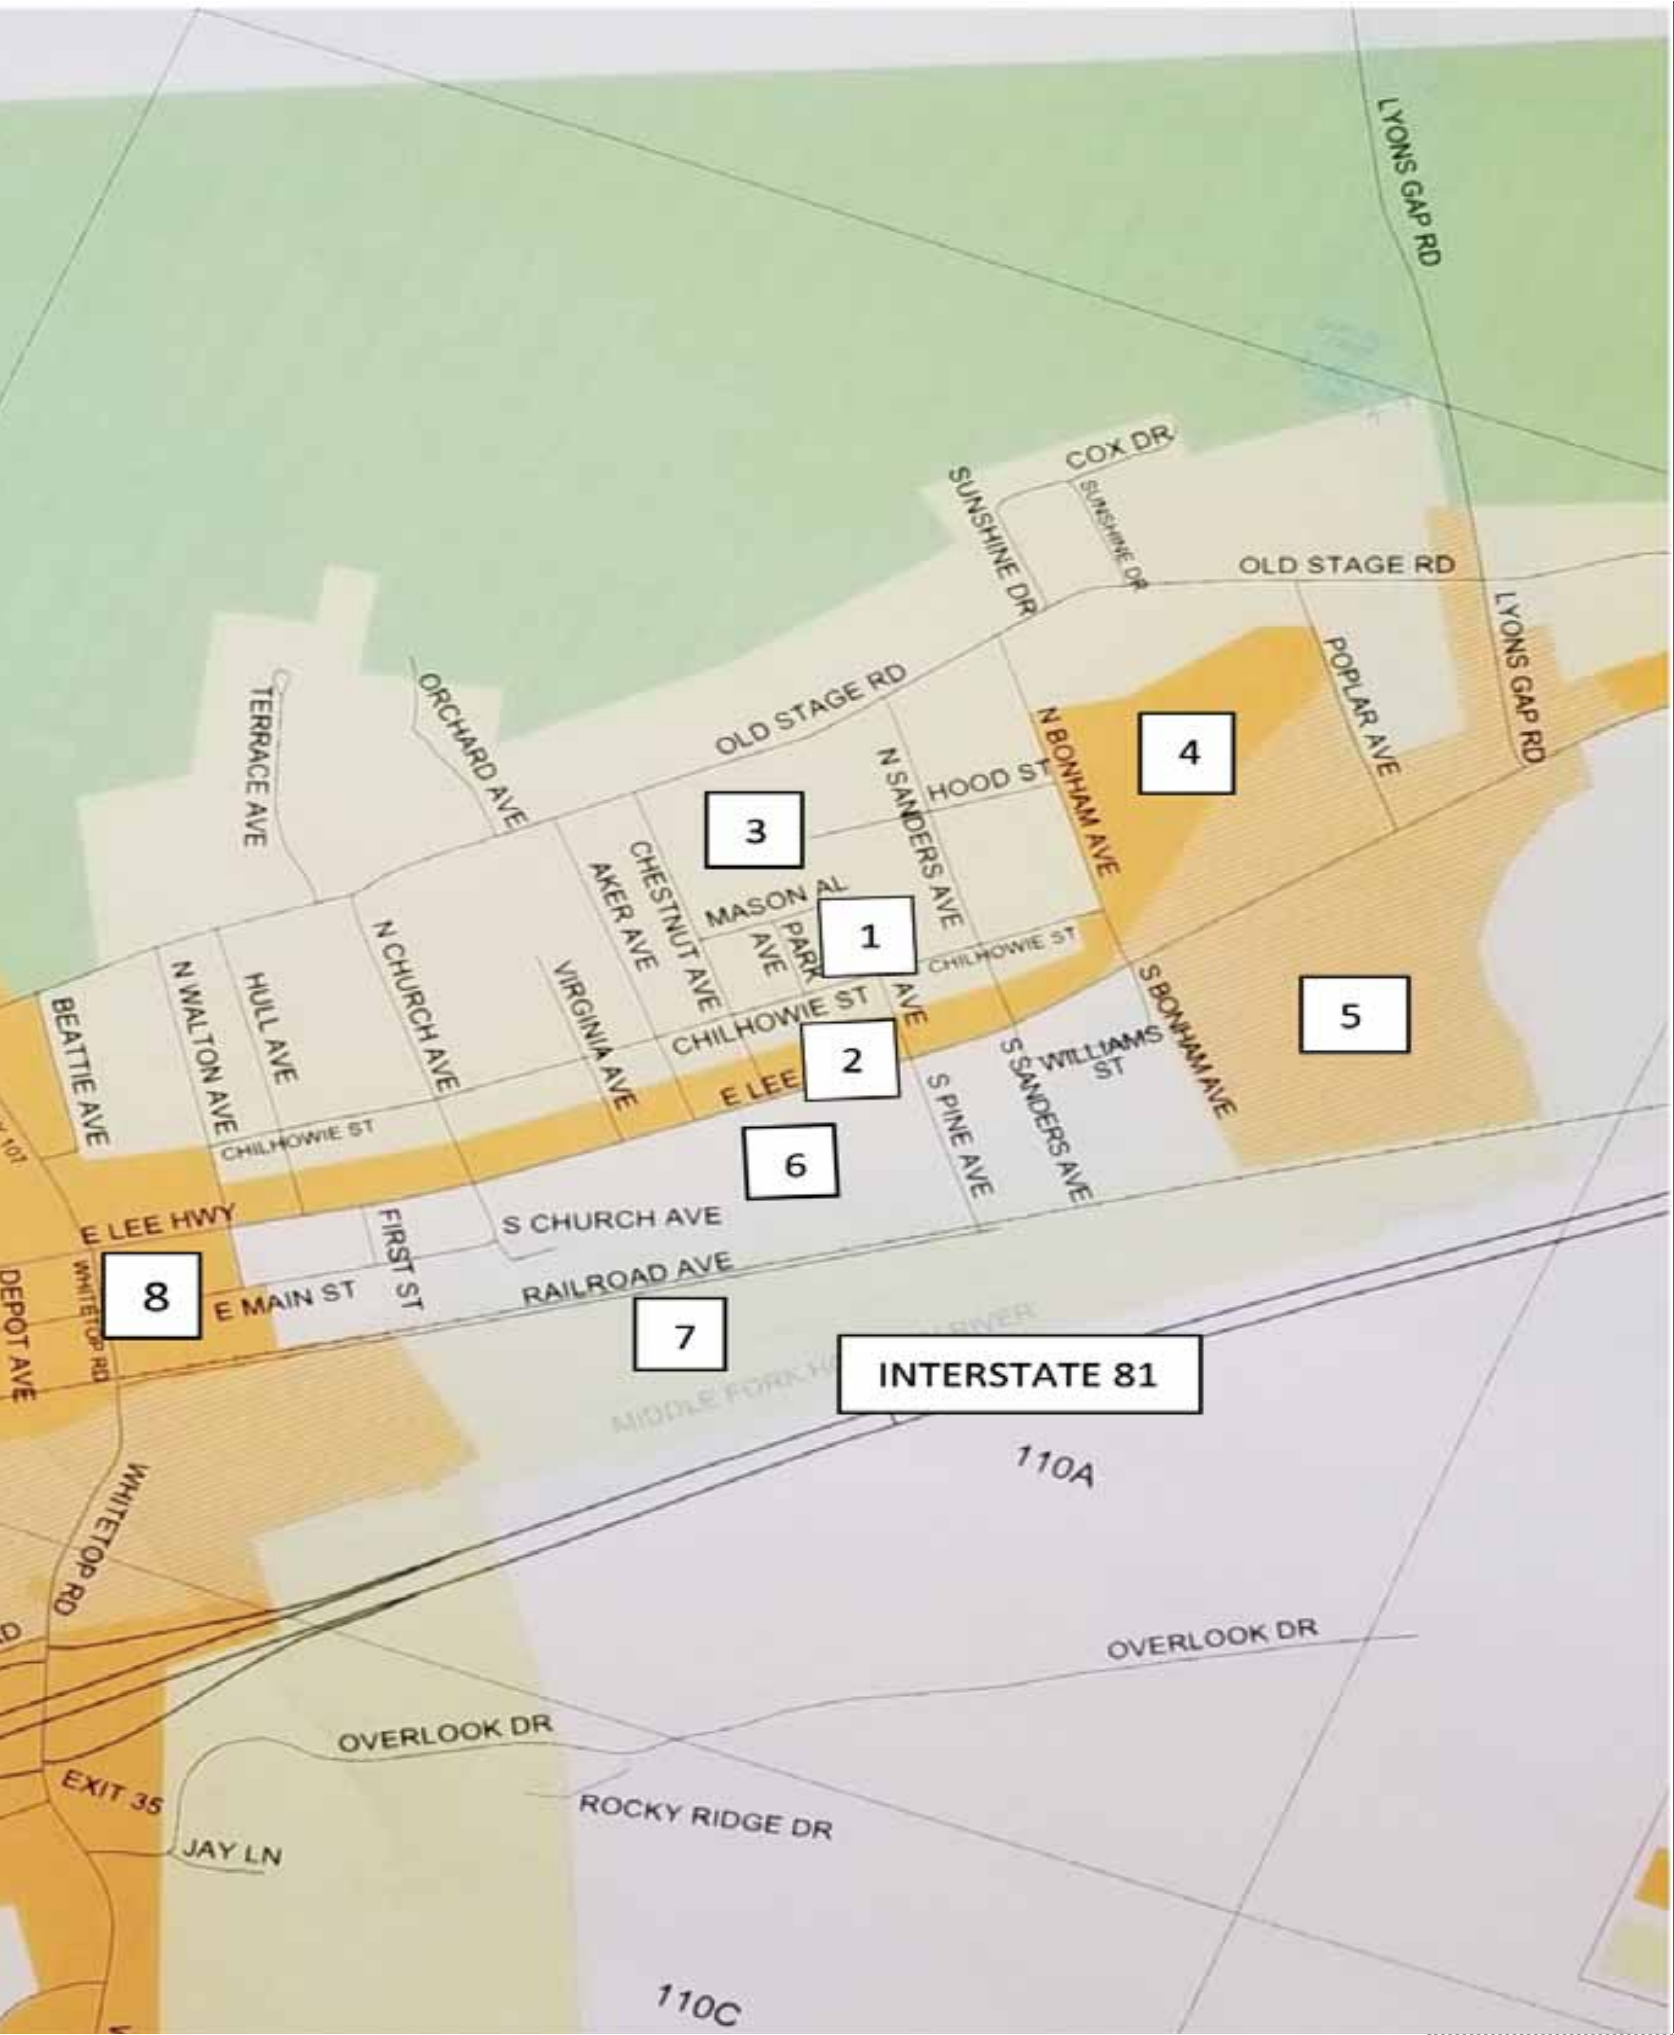 LYONS GAP RD
COX DR
SUNSHINE DR
SUNSHINE DR
OLD STAGE RD
LYONS GAP RD
POPLAR AVE
OLD STAGE RD
ORCHARD AVE
TERRACE AVE
N BONHAM AVE
4
N SANDERS AVE
HOOD ST
3
CHESTNUT AVE
AKER AVE
MASON AL
PARK
AVE
1
CHILHOWIE ST
N CHURCH AVE
VIRGINIA AVE
N WALTON AVE
HULL AVE
BEATTIE AVE
CHILHOWIE ST
AVE
S BONHAM AVE
5
2
E LEE
WILLIAMS
ST
S SANDERS AVE
S PINE AVE
107
CHILHOWIE ST
6
E LEE HWY
FIRST ST
S CHURCH AVE
WHITETOP RD
8
E MAIN ST
RAILROAD AVE
DEPOT AVE
7
MIDDLE FORK
RIVER
INTERSTATE 81
110A
WHITETOP RD
OVERLOOK DR
OVERLOOK DR
EXIT 35
ROCKY RIDGE DR
JAY LN
110C